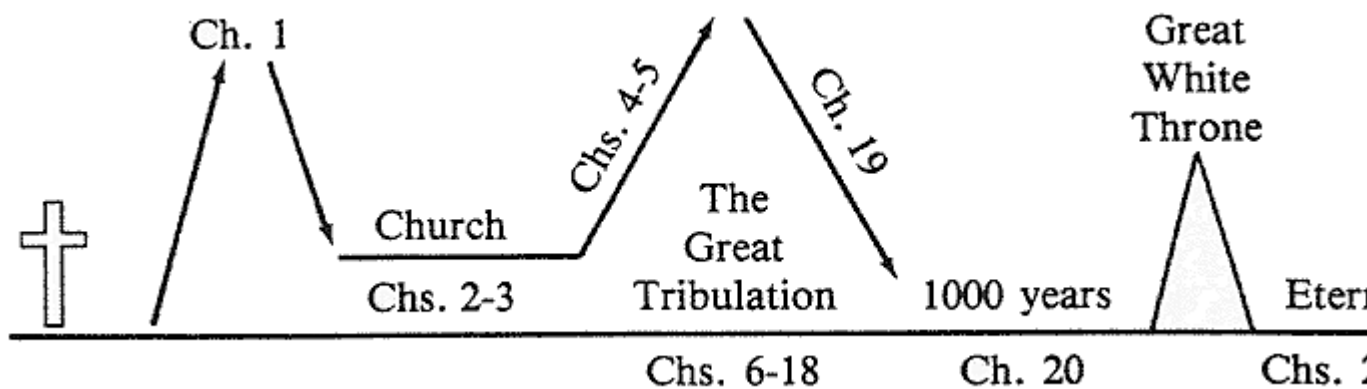 Ch. 1
Church
Chs. 2-3
Chs. 4-5
The
Great
Tribulation
Chs. 6-18
Ch. 19
1000 years
Ch. 20
Great
White
Throne
Chs.